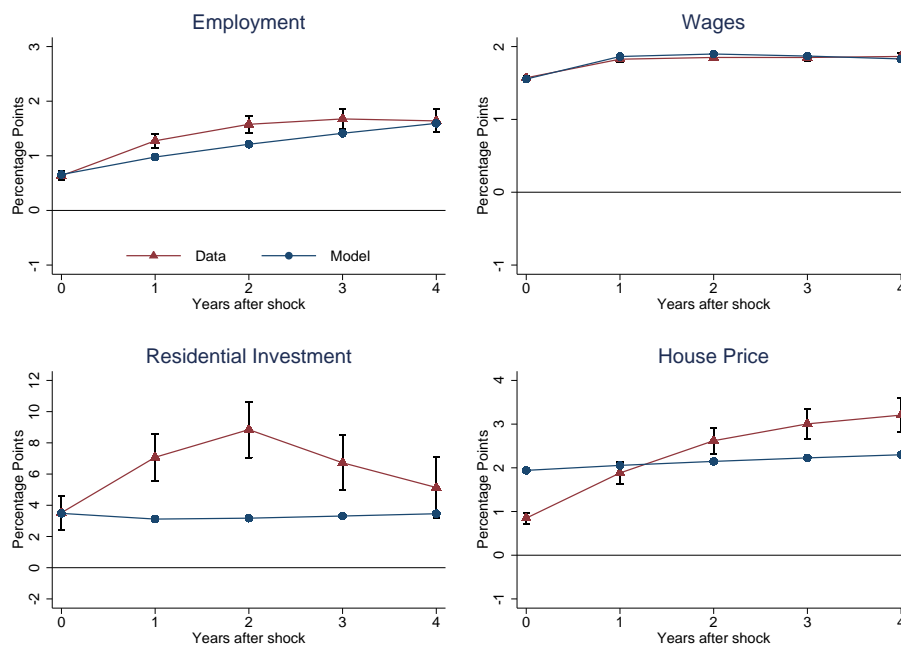 Employment
Percentage Points
3
2
1
0
-1
Data
Model
0 1 2 3 4
Years after shock
Wages
Percentage Points
2
1
0
-1
0 1 2 3 4
Years after shock
Residential Investment
Percentage Points
12
10
8
6
4
2
0
-2
0 1 2 3 4
Years after shock
House Price
Percentage Points
4
3
2
1
0
-1
0 1 2 3 4
Years after shock